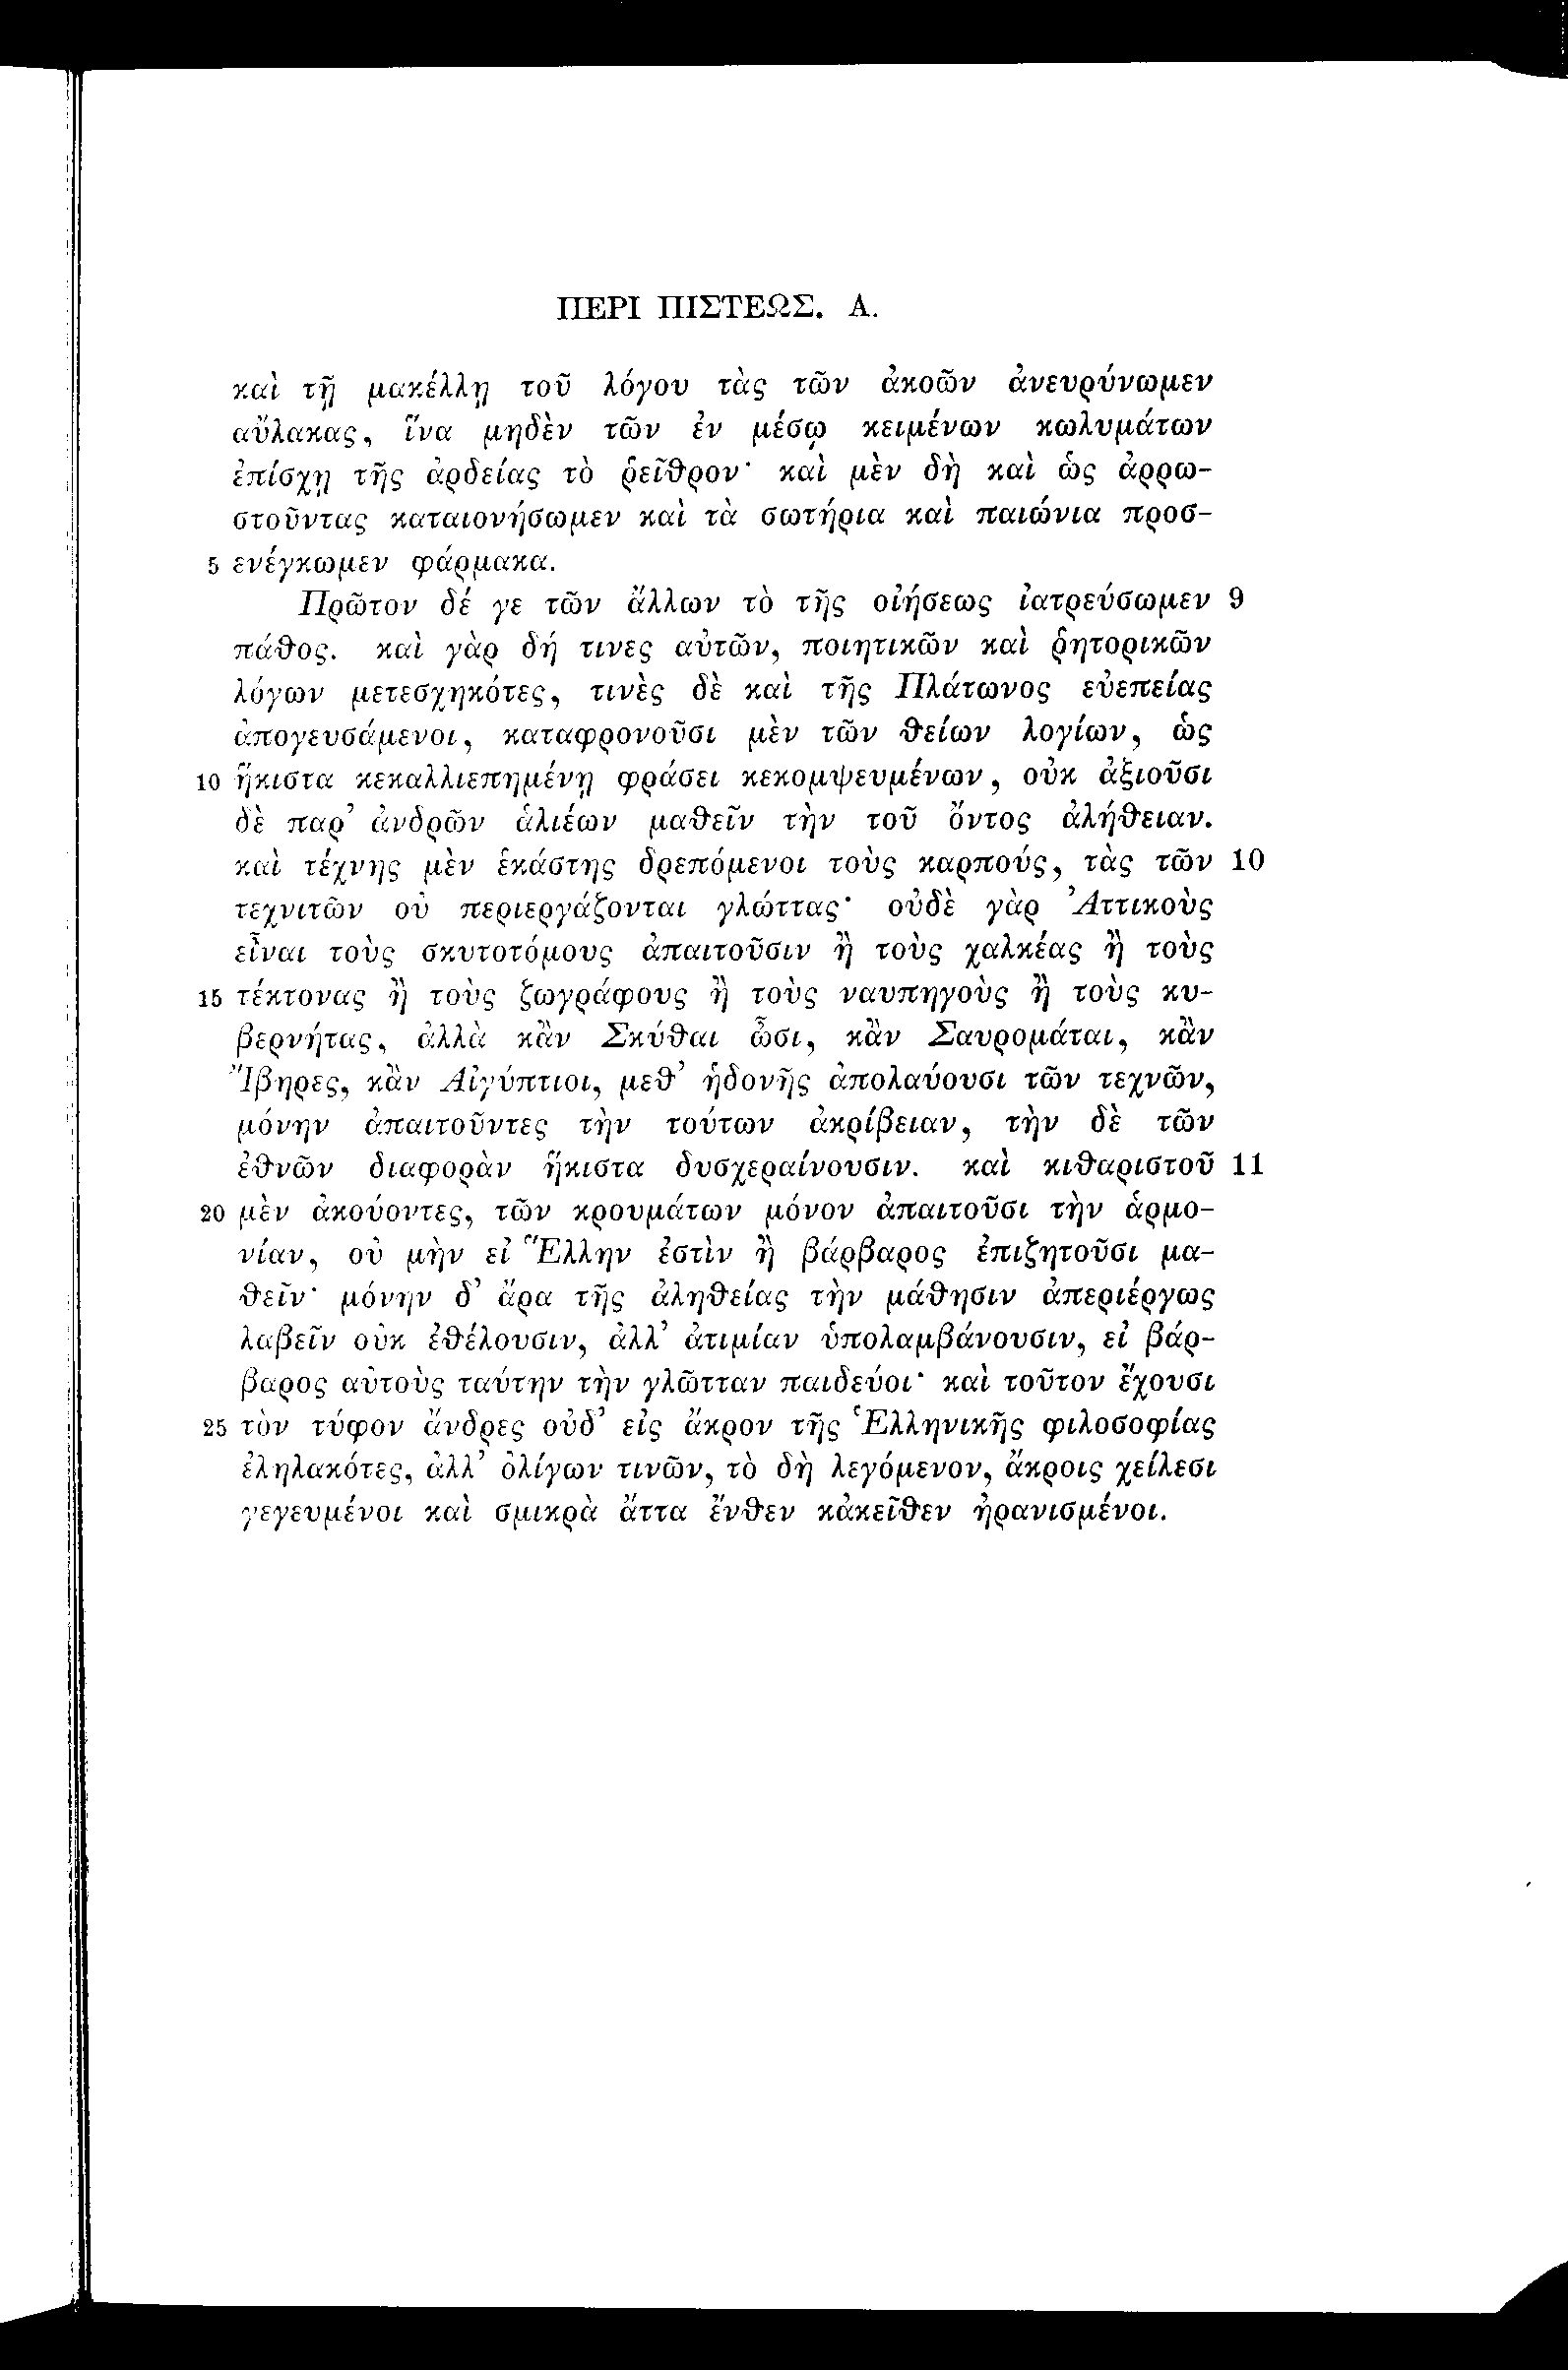 ΠΕΡΙ ΠΙΣΤΕΩΣ. Α.
καὶ τῇ μακέλλῃ τοῦ λόγου τὰς τῶν ἀκοῶν ἀνευρύνωμεν
αὔλακας, ἵνα μηδὲν τῶν ἐν μέσῳ κειμένων κωλυμάτων
ἐπίσχῃ τῆς ἀρδείας τὸ ῥεῖθρον· καὶ μὲν δὴ καὶ ὡς ἀρρω-
στοῦντας καταιονήσωμεν καὶ τὰ σωτήρια καὶ παιώνια προσ-
5 ενέγκωμεν φάρμακα.
Πρῶτον δέ γε τῶν ἄλλων τὸ τῆς οἰήσεως ἰατρεύσωμεν 9
πάθος. καὶ γὰρ δή τινες αὐτῶν, ποιητικῶν καὶ ῥητορικῶν
λόγων μετεσχηκότες, τινὲς δὲ καὶ τῆς Πλάτωνος εὐεπείας
ἀπογευσάμενοι, καταφρονοῦσι μὲν τῶν θείων λογίων, ὡς
10 ἥκιστα κεκαλλιεπημένῃ φράσει κεκομψευμένων, οὐκ ἀξιοῦσι
δὲ παρ’ ἀνδρῶν ἁλιέων μαθεῖν τὴν τοῦ ὄντος ἀλήθειαν.
καὶ τέχνης μὲν ἑκάστης δρεπόμενοι τοὺς καρπούς, τὰς τῶν 10
τεχνιτῶν οὐ περιεργάζονται γλώττας· οὐδὲ γὰρ Ἀττικοὺς
εἶναι τοὺς σκυτοτόμους ἀπαιτοῦσιν ἢ τοὺς χαλκέας ἢ τοὺς
15 τέκτονας ἢ τοὺς ζωγράφους ἢ τοὺς ναυπηγοὺς ἢ τοὺς κυ-
βερνήτας, ἀλλὰ κἂν Σκύθαι ὦσι, κἂν Σαυρομάται, κἂν
Ἴβηρες, κἂν Αἰγύπτιοι, μεθ’ ἡδονῆς ἀπολαύουσι τῶν τεχνῶν,
μόνην ἀπαιτοῦντες τὴν τούτων ἀκρίβειαν, τὴν δὲ τῶν
ἐθνῶν διαφορὰν ἥκιστα δυσχεραίνουσιν. καὶ κιθαριστοῦ 11
20 μὲν ἀκούοντες, τῶν κρουμάτων μόνον ἀπαιτοῦσι τὴν ἁρμο-
νίαν, οὐ μὴν εἰ Ἕλλην ἐστὶν ἢ βάρβαρος ἐπιζητοῦσι μα-
θεῖν· μόνην δ’ ἄρα τῆς ἀληθείας τὴν μάθησιν ἀπεριέργως
λαβεῖν οὐκ ἐθέλουσιν, ἀλλ’ ἀτιμίαν ὑπολαμβάνουσιν, εἰ βάρ-
βαρος αὐτοὺς ταύτην τὴν γλῶτταν παιδεύοι· καὶ τοῦτον ἔχουσι
25 τὸν τύφον ἄνδρες οὐδ’ εἰς ἄκρον τῆς Ἑλληνικῆς φιλοσοφίας
ἐληλακότες, ἀλλ’ ὀλίγων τινῶν, τὸ δὴ λεγόμενον, ἄκροις χείλεσι
γεγευμένοι καὶ σμικρὰ ἄττα ἔνθεν κἀκεῖθεν ἠρανισμένοι.